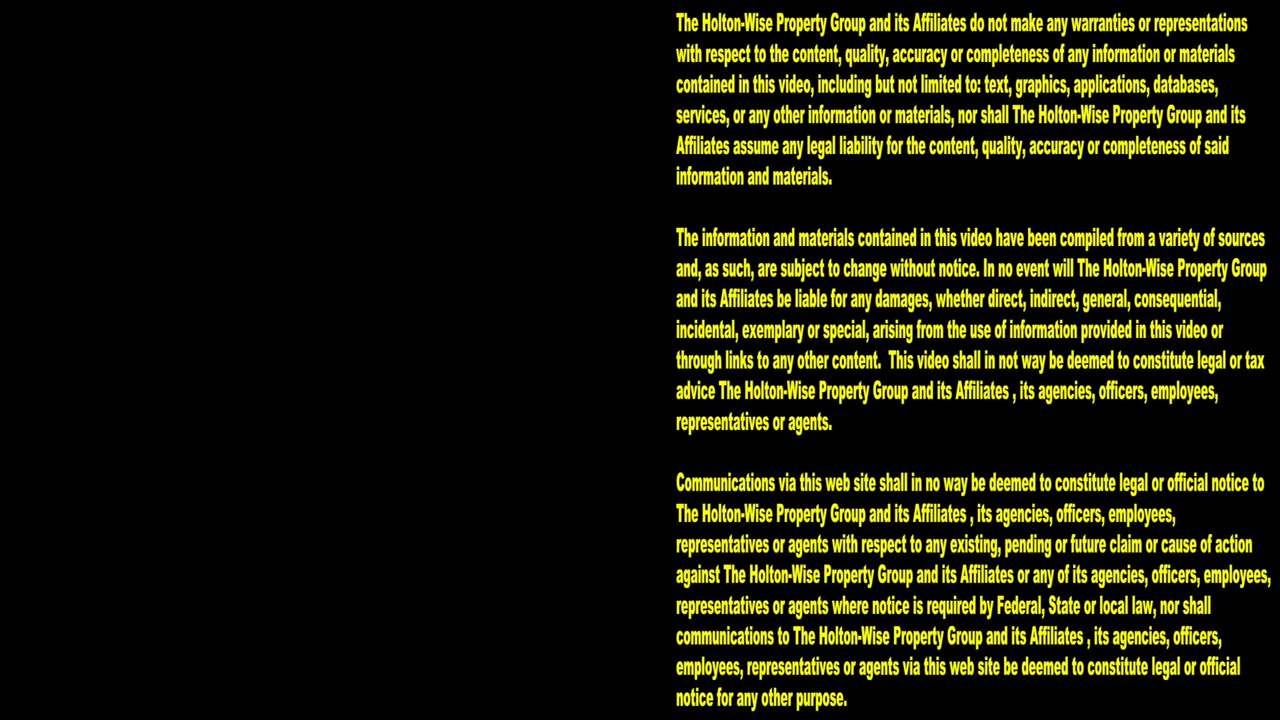 The Holton-Wise Property Group and its Affiliates do not make any warranties or representations
with respect to the content, quality, accuracy or completeness of any information or materials
contained in this video, including but not limited to: text, graphics, applications, databases,
services, or any other information or materials, nor shall The Holton-Wise Property Group and its
Affiliates assume any legal liability for the content, quality, accuracy or completeness of said
information and materials.
The information and materials contained in this video have been compiled from a variety of sources
and, as such, are subject to change without notice. In no event will The Holton-Wise Property Group
and its Affiliates be liable for any damages, whether direct, indirect, general, consequential,
incidental, exemplary or special, arising from the use of information provided in this video or
through links to any other content.  This video shall in not way be deemed to constitute legal or tax
advice The Holton-Wise Property Group and its Affiliates , its agencies, officers, employees,
representatives or agents.
Communications via this web site shall in no way be deemed to constitute legal or official notice to
The Holton-Wise Property Group and its Affiliates , its agencies, officers, employees,
representatives or agents with respect to any existing, pending or future claim or cause of action
against The Holton-Wise Property Group and its Affiliates or any of its agencies, officers, employees,
representatives or agents where notice is required by Federal, State or local law, nor shall
communications to The Holton-Wise Property Group and its Affiliates , its agencies, officers,
employees, representatives or agents via this web site be deemed to constitute legal or official
notice for any other purpose.